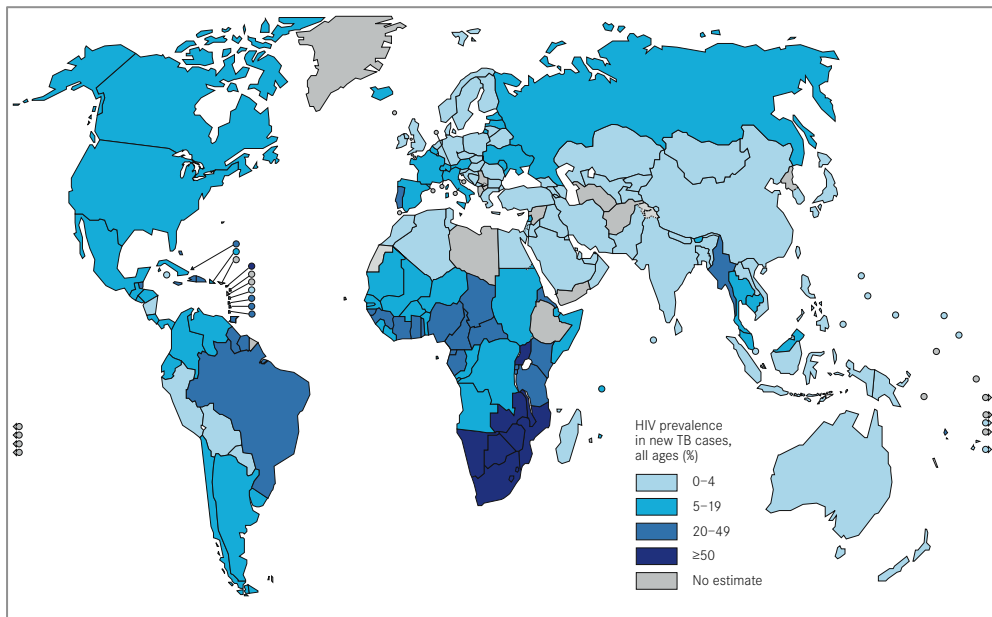 HIV prevalence
in new TB cases,
all ages (%)
0–4
5–19
20–49
≥50
No estimate